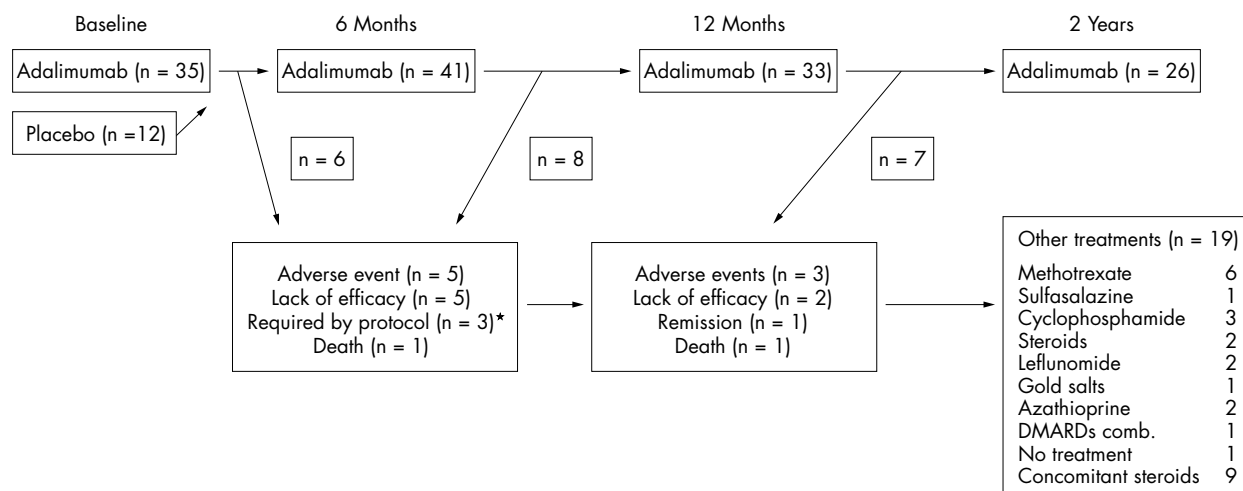 Baseline
6 Months
12 Months
2 Years
Adalimumab (n = 35)
Adalimumab (n = 41)
Adalimumab (n = 33)
Adalimumab (n = 26)
Placebo (n =12)
n = 6
n = 8
n = 7
Adverse event (n = 5)
Lack of efficacy (n = 5)
Required by protocol (n = 3)★
Death (n = 1)
Adverse events (n = 3)
Lack of efficacy (n = 2)
Remission (n = 1)
Death (n = 1)
Other treatments (n = 19)
Methotrexate 6
Sulfasalazine 1
Cyclophosphamide 3
Steroids 2
Leflunomide 2
Gold salts 1
Azathioprine 2
DMARDs comb. 1
No treatment 1
Concomitant steroids 9